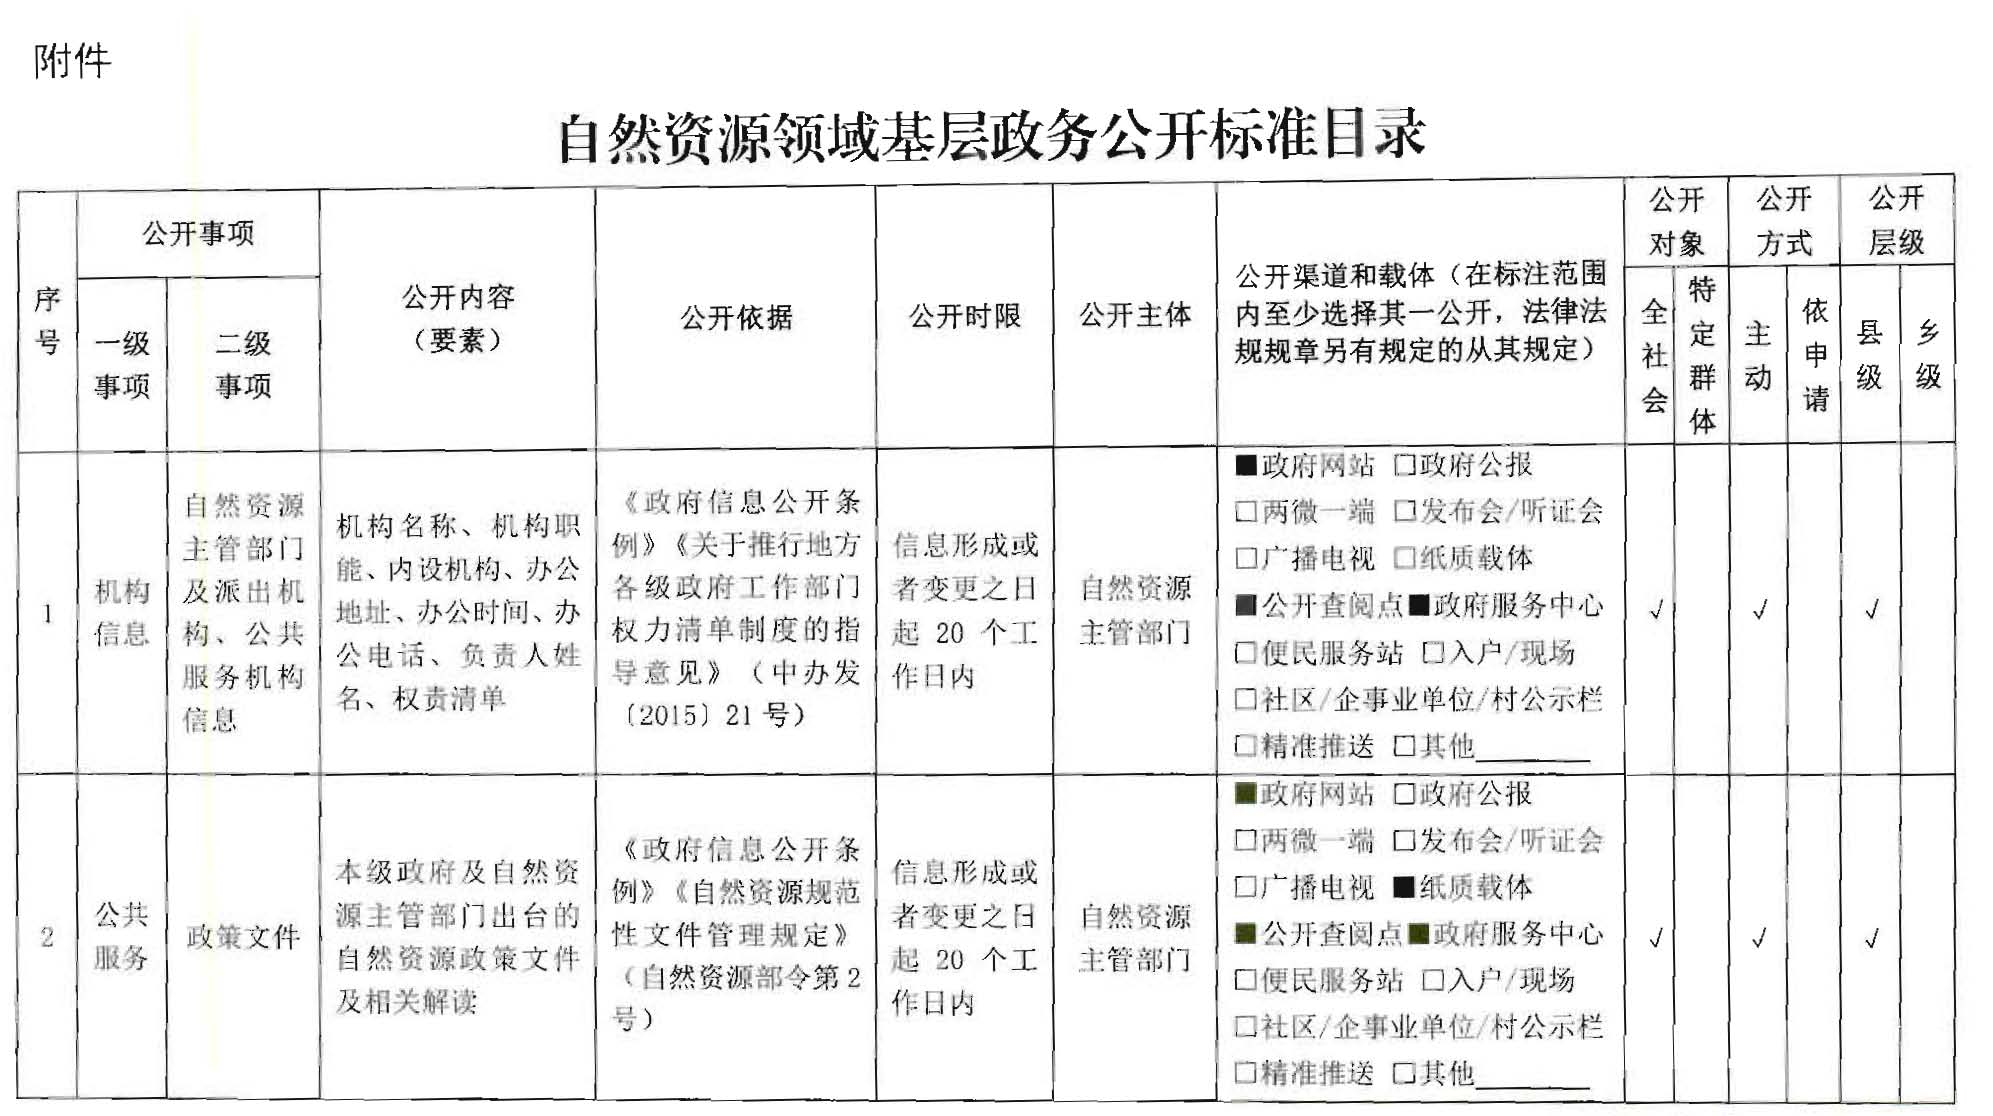 附件
自然资源领域基层政务公开标准目录
序号
公开事项
一级
事项
二级
事项
公开内容
（要素）
公开依据
公开时限
公开主体
公开渠道和载体（在标注范围
内至少选择其一公开，法律法
规规章另有规定的从其规定）
公开
对象
全社会
特定群体
公开
方式
主动
依申请
公开
层级
县级
乡级
1
机构
信息
自然资源
主管部门
及派出机
构、公共
服务机构
信息
机构名称、机构职
能、内设机构、办公
地址、办公时间、办
公电话、负责人姓
名、权责清单
《政府信息公开条
例》《关于推行地方
各级政府工作部门
权力清单制度的指
导意见》（中办发
〔2015〕21号）
信息形成或
者变更之日
起 20 个工
作日内
自然资源
主管部门
■政府网站 □政府公报
□两微一端 □发布会/听证会
□广播电视 □纸质载体
■公开查阅点■政府服务中心
□便民服务站 □入户/现场
□社区/企事业单位/村公示栏
□精准推送 □其他________
√
√
√
2
公共
服务
政策文件
本级政府及自然资
源主管部门出台的
自然资源政策文件
及相关解读
《政府信息公开条
例》《自然资源规范
性文件管理规定》
（自然资源部令第2
号）
信息形成或
者变更之日
起 20 个工
作日内
自然资源
主管部门
■政府网站 □政府公报
□两微一端 □发布会/听证会
□广播电视 ■纸质载体
■公开查阅点■政府服务中心
□便民服务站 □入户/现场
□社区/企事业单位/村公示栏
□精准推送 □其他________
√
√
√